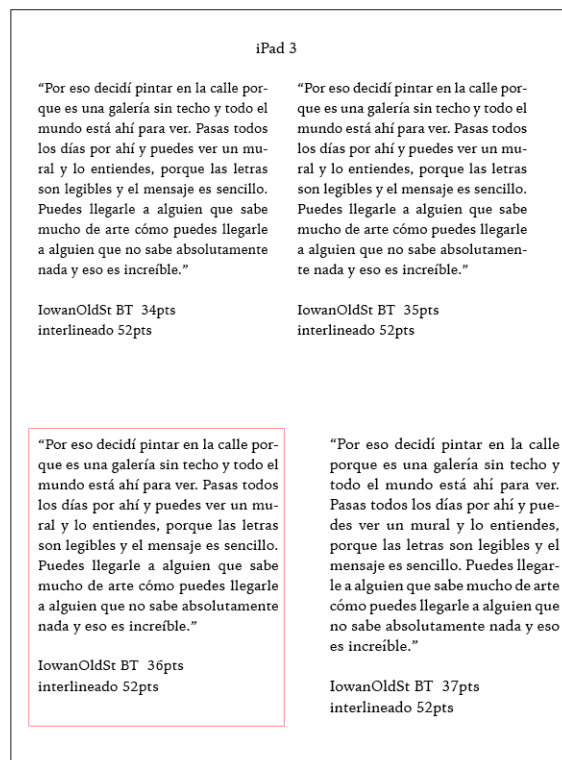 iPad 3
“Por eso decidí pintar en la calle por-
que es una galería sin techo y todo el
mundo está ahí para ver. Pasas todos
los días por ahí y puedes ver un mu-
ral y lo entiendes, porque las letras
son legibles y el mensaje es sencillo.
Puedes llegarle a alguien que sabe
mucho de arte cómo puedes llegarle
a alguien que no sabe absolutamente
nada y eso es increíble.”
IowanOldSt BT 34pts
interlineado 52pts
“Por eso decidí pintar en la calle por-
que es una galería sin techo y todo el
mundo está ahí para ver. Pasas todos
los días por ahí y puedes ver un mu-
ral y lo entiendes, porque las letras
son legibles y el mensaje es sencillo.
Puedes llegarle a alguien que sabe
mucho de arte cómo puedes llegarle
a alguien que no sabe absolutamen-
te nada y eso es increíble.”
IowanOldSt BT 35pts
interlineado 52pts
“Por eso decidí pintar en la calle por-
que es una galería sin techo y todo el
mundo está ahí para ver. Pasas todos
los días por ahí y puedes ver un mu-
ral y lo entiendes, porque las letras
son legibles y el mensaje es sencillo.
Puedes llegarle a alguien que sabe
mucho de arte cómo puedes llegarle
a alguien que no sabe absolutamente
nada y eso es increíble.”
IowanOldSt BT 36pts
interlineado 52pts
“Por eso decidí pintar en la calle
porque es una galería sin techo y
todo el mundo está ahí para ver.
Pasas todos los días por ahí y pue-
des ver un mural y lo entiendes,
porque las letras son legibles y el
mensaje es sencillo. Puedes llegar-
le a alguien que sabe mucho de arte
cómo puedes llegarle a alguien que
no sabe absolutamente nada y eso
es increíble.”
IowanOldSt BT 37pts
interlineado 52pts